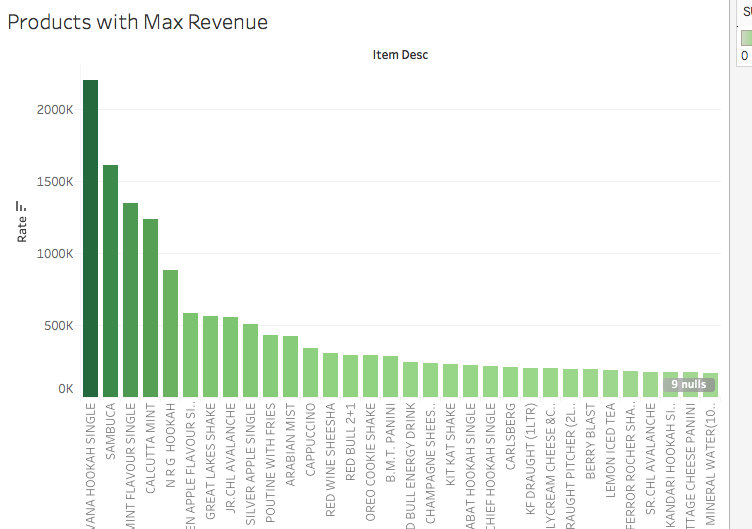 Products with Max Revenue
Item Desc
2000K
1500K
1000K
500K
0K
Rate
9 nulls
VANA HOOKAH SINGLE
SAMBUCA
MINT FLAVOUR SINGLE
CALCUTTA MINT
N R G HOOKAH
EN APPLE FLAVOUR SI..
GREAT LAKES SHAKE
JR.CHL AVALANCHE
SILVER APPLE SINGLE
POUTINE WITH FRIES
ARABIAN MIST
CAPPUCCINO
RED WINE SHEESHA
RED BULL 2+1
OREO COOKIE SHAKE
B.M.T. PANINI
D BULL ENERGY DRINK
CHAMPAGNE SHEES..
KIT KAT SHAKE
ABAT HOOKAH SINGLE
CHIEF HOOKAH SINGLE
CARLSBERG
KF DRAUGHT (1LTR)
LYCREAM CHEESE &C..
RAUGHT PITCHER (2L..
BERRY BLAST
LEMON ICED TEA
FERROR ROCHER SHA..
SR.CHL AVALANCHE
KANDARI HOOKAH SI..
TTAGE CHEESE PANINI
MINERAL WATER(10..
0